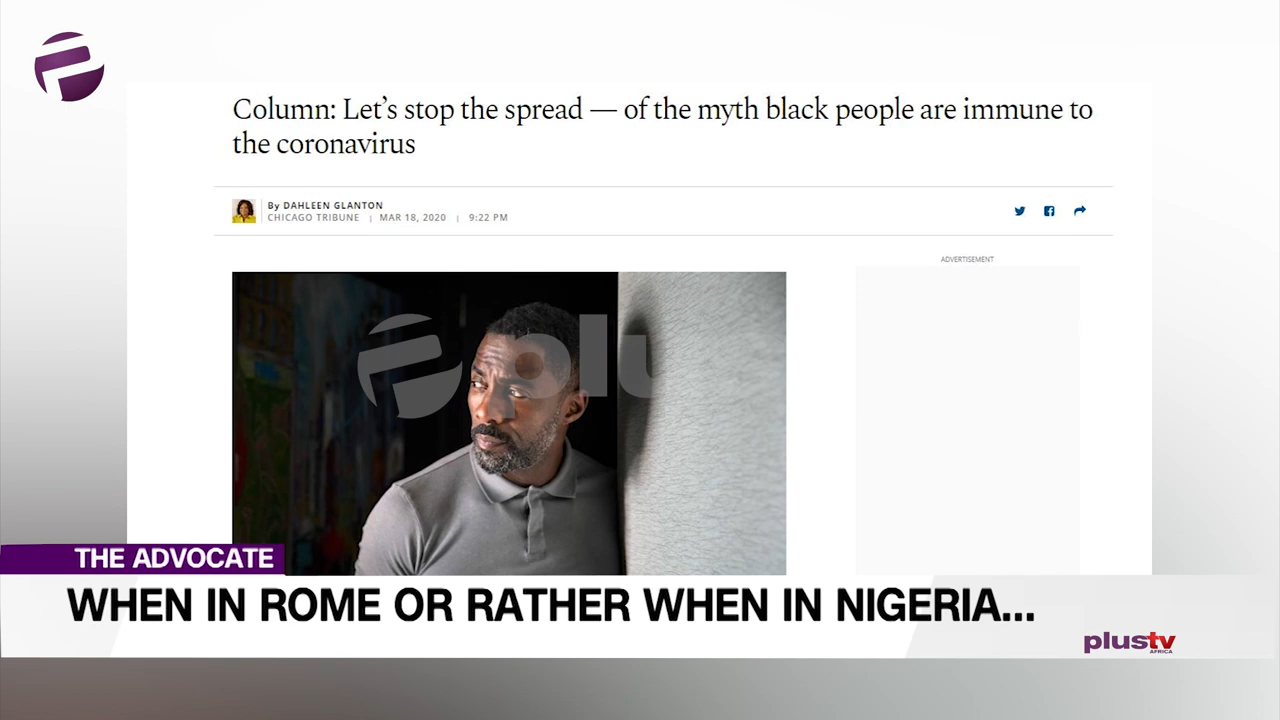 Column: Let's stop the spread — of the myth black people are immune to
the coronavirus
By DAHLEEN GLANTON
CHICAGO TRIBUNE | MAR 18, 2020 | 9:22 PM
ADVERTISEMENT
plu
THE ADVOCATE
WHEN IN ROME OR RATHER WHEN IN NIGERIA...
plustv
AFRICA